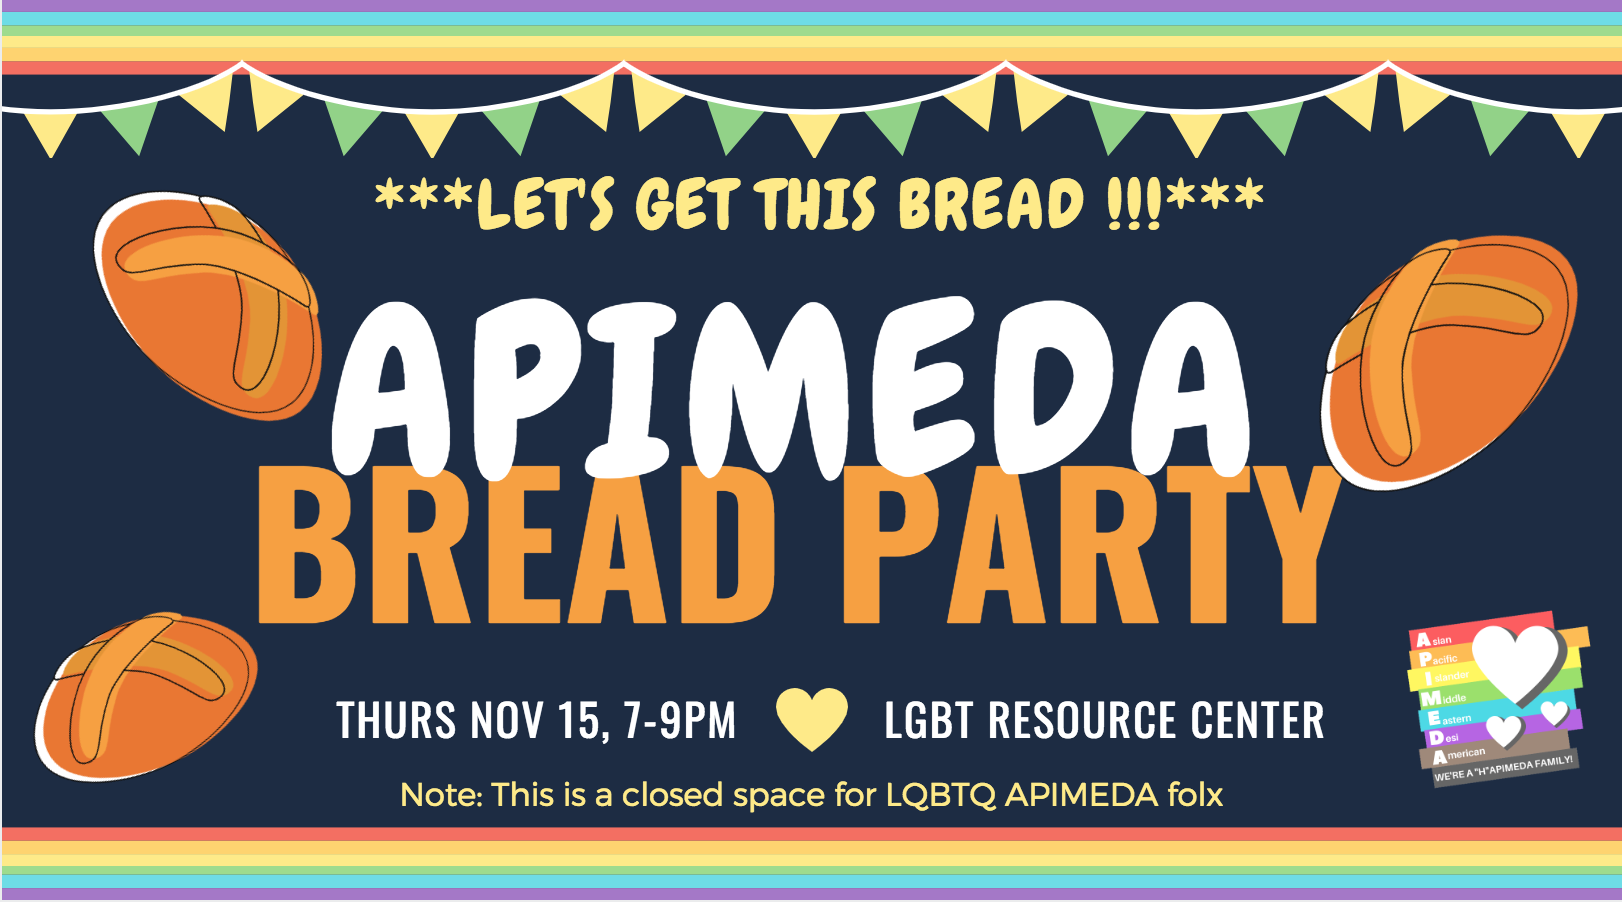 ***LET'S GET THIS BREAD !!!***
APIMEDA
BREAD PARTY
THURS NOV 15, 7-9PM
LGBT RESOURCE CENTER
Note: This is a closed space for LQBTQ APIMEDA folx
Asian
Pacific
Islander
Middle
Eastern
Desi
American
WE'RE A "H"APIMEDA FAMILY!